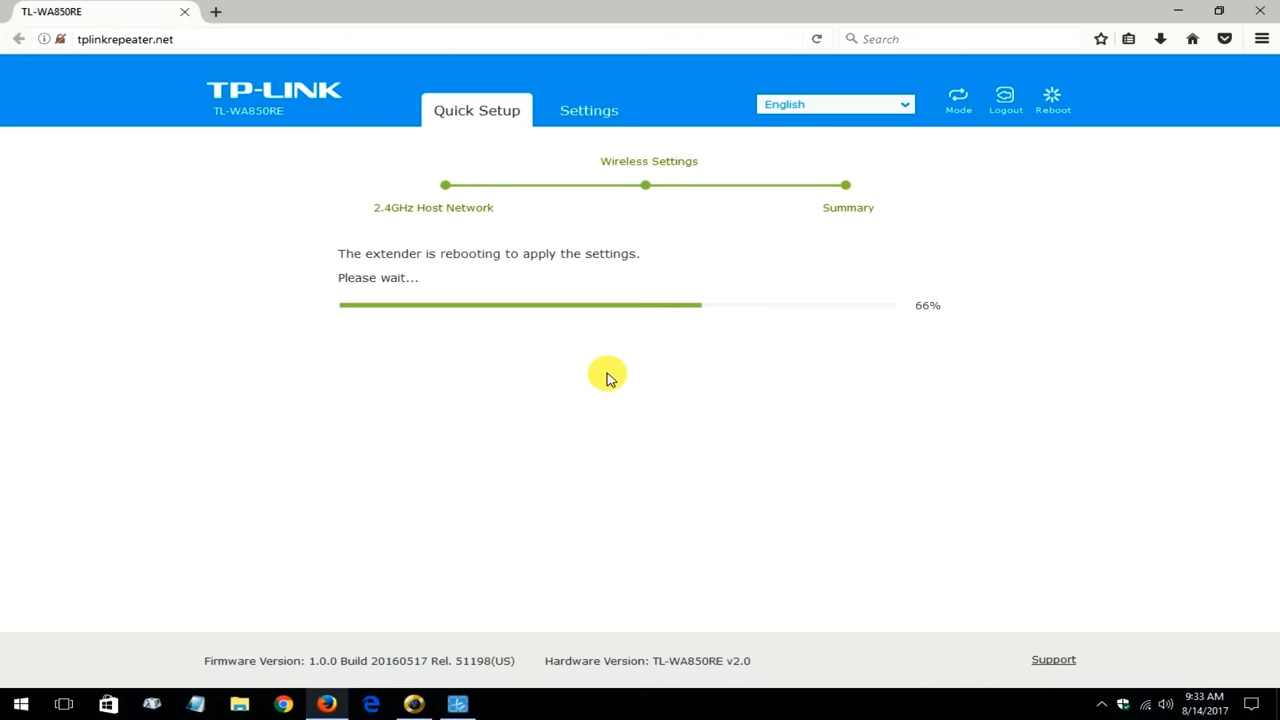 TL-WA850RE
tplinkrepeater.net
Search
TP-LINK
TL-WA850RE
Quick Setup
Settings
English
Mode
Logout
Reboot
Wireless Settings
2.4GHz Host Network
Summary
The extender is rebooting to apply the settings.
Please wait...
66%
Firmware Version: 1.0.0 Build 20160517 Rel. 51198(US)
Hardware Version: TL-WA850RE v2.0
Support
9:33 AM
8/14/2017